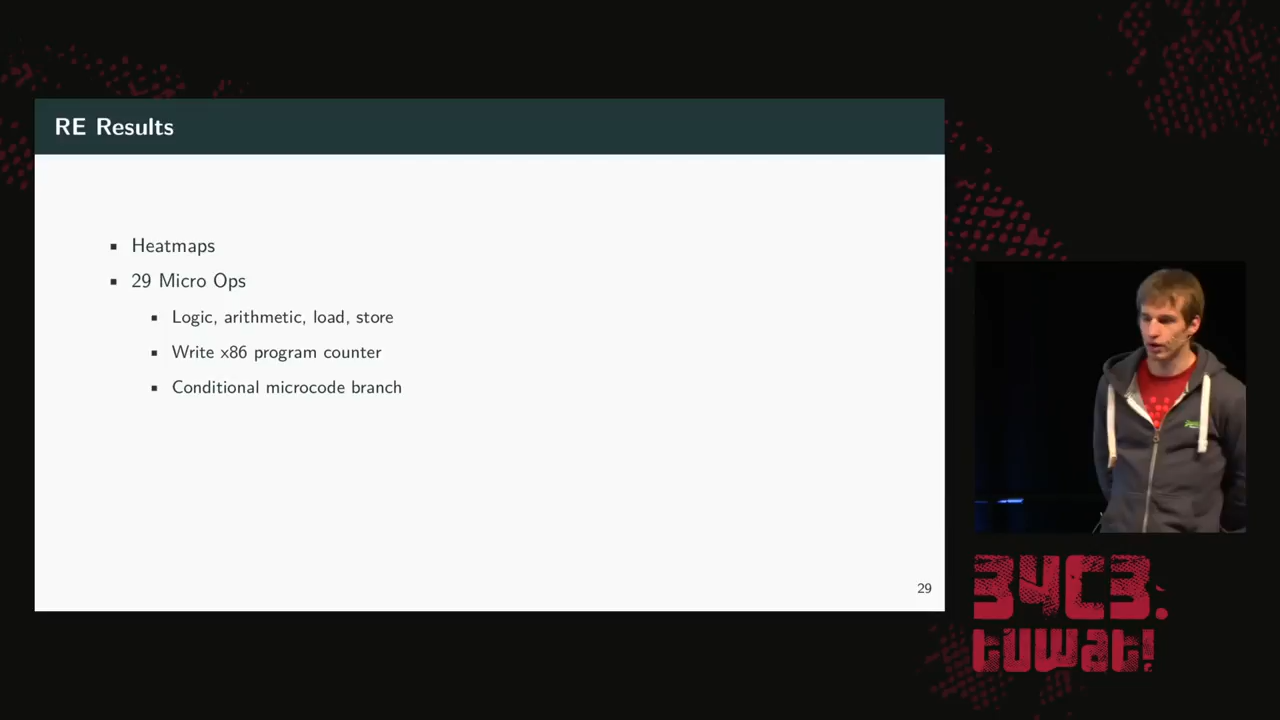 RE Results
Heatmaps
29 Micro Ops
Logic, arithmetic, load, store
Write x86 program counter
Conditional microcode branch
29
34C3.
tuwat!